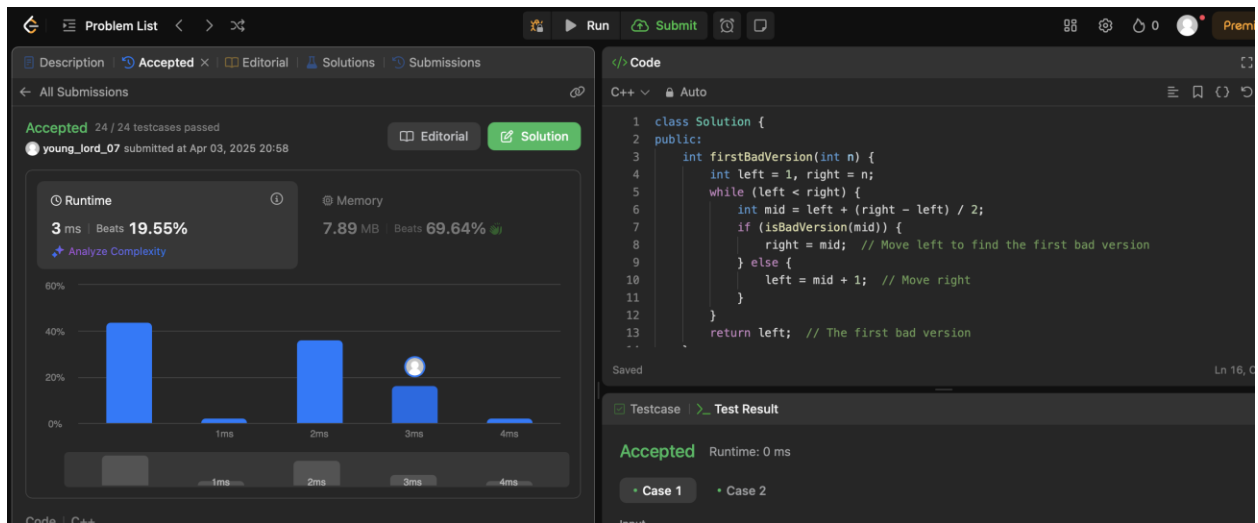 Problem List
Run
Submit
0
Premi
Description
Accepted
Editorial
Solutions
Submissions
All Submissions
Accepted 24 / 24 testcases passed
young_lord_07 submitted at Apr 03, 2025 20:58
Editorial
Solution
Runtime
3 ms | Beats 19.55%
Analyze Complexity
Memory
7.89 MB | Beats 69.64%
60%
40%
20%
0%
1ms 2ms 3ms 4ms
1ms 2ms 3ms 4ms
Code | C++
</> Code
C++
Auto
1 class Solution {
2 public:
3 int firstBadVersion(int n) {
4 int left = 1, right = n;
5 while (left < right) {
6 int mid = left + (right - left) / 2;
7 if (isBadVersion(mid)) {
8 right = mid; // Move left to find the first bad version
9 } else {
10 left = mid + 1; // Move right
11 }
12 }
13 return left; // The first bad version
Saved
Ln 16, C
Testcase | >_ Test Result
Accepted Runtime: 0 ms
• Case 1 • Case 2